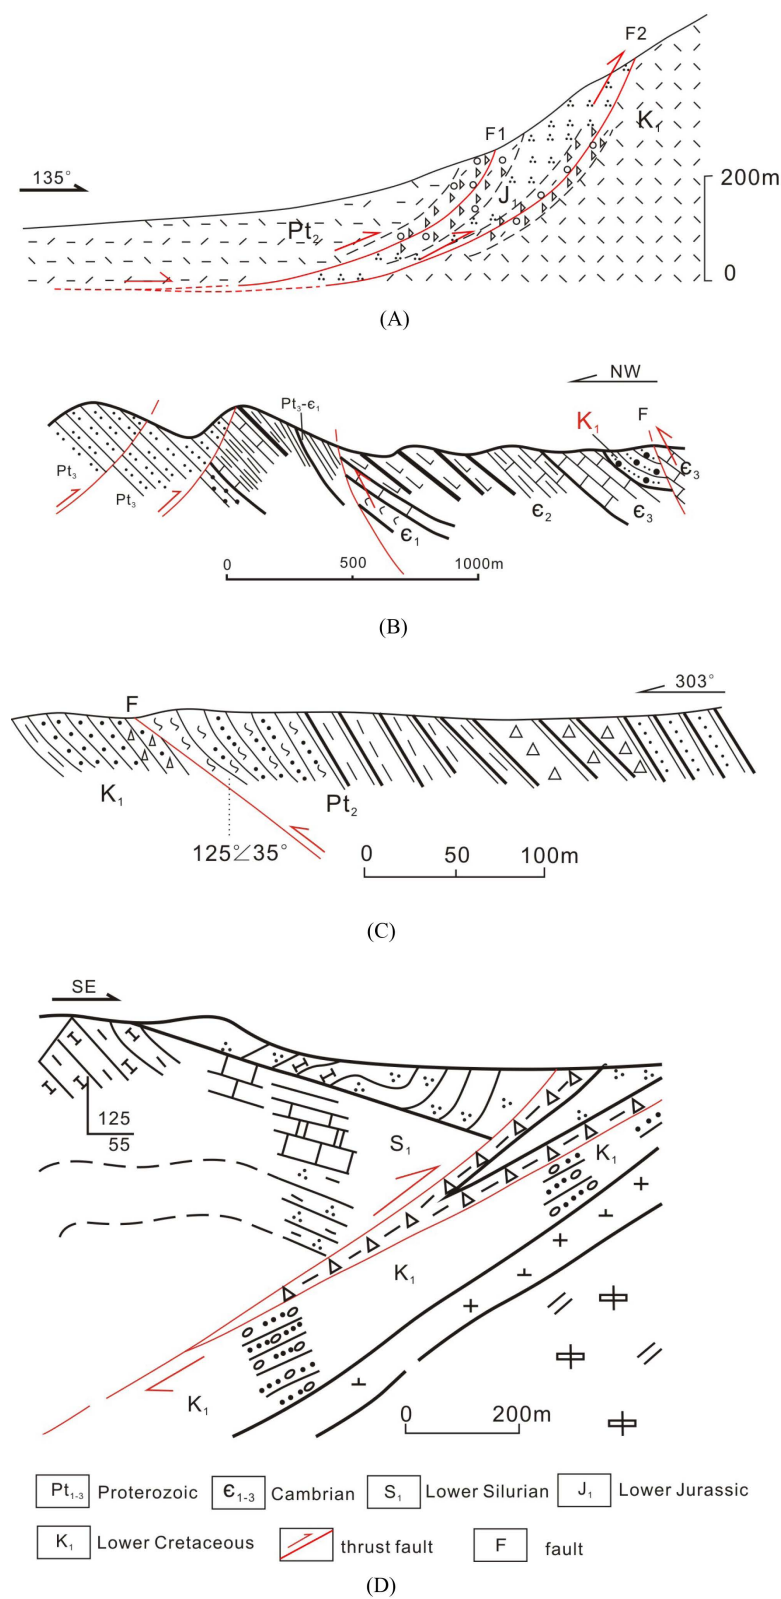 F2
K₁
F1
135°
200m
J₁
Pt₂
0
(A)
NW
Pt₃-є₁
K₁
F
Pt₃
Pt₃
є₃
є₂
є₃
є₁
0 500 1000m
(B)
303°
F
K₁
Pt₂
125°∠35°
0 50 100m
(C)
SE
125
55
S₁
K₁
K₁
K₁
0 200m
Pt₁₋₃ Proterozoic є₁₋₃ Cambrian S₁ Lower Silurian J₁ Lower Jurassic
K₁ Lower Cretaceous thrust fault F fault
(D)